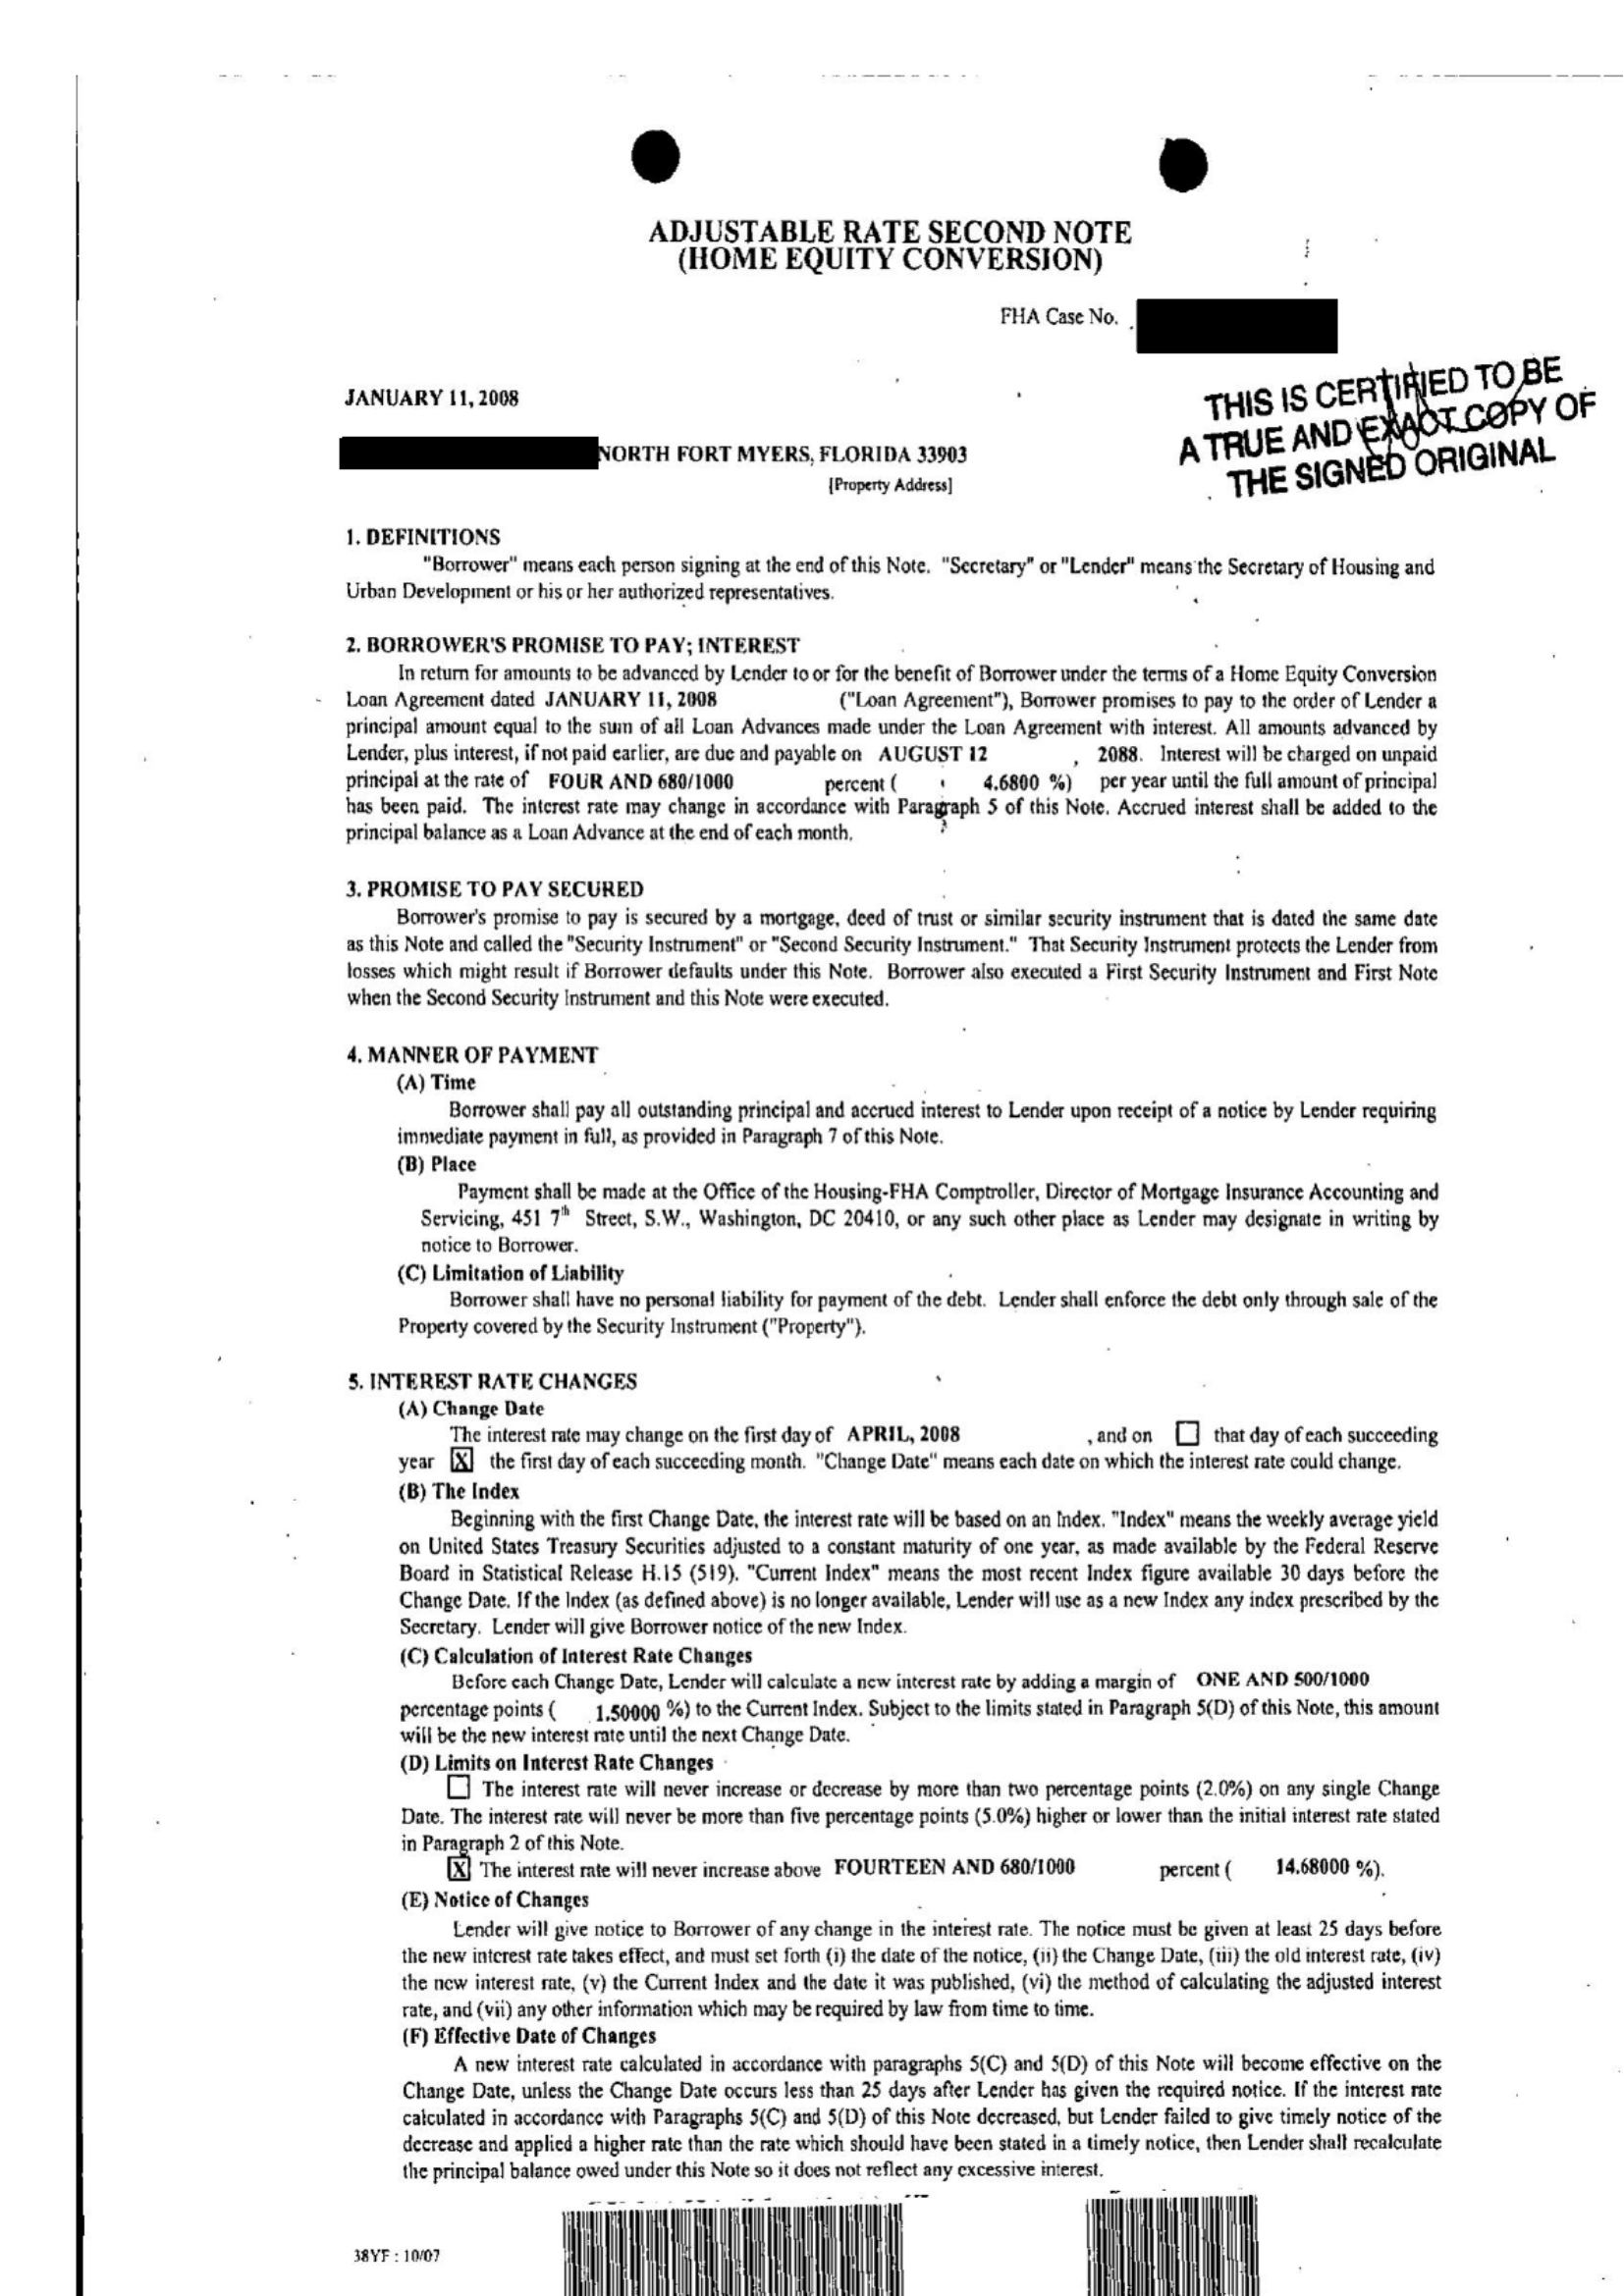 ADJUSTABLE RATE SECOND NOTE
(HOME EQUITY CONVERSION)
FHA Case No.
JANUARY 11, 2008
THIS IS CERTIFIED TO BE
A TRUE AND EXACT COPY OF
THE SIGNED ORIGINAL
NORTH FORT MYERS, FLORIDA 33903
[Property Address]
1. DEFINITIONS
"Borrower" means each person signing at the end of this Note. "Secretary" or "Lender" means the Secretary of Housing and
Urban Development or his or her authorized representatives.
2. BORROWER'S PROMISE TO PAY; INTEREST
In return for amounts to be advanced by Lender to or for the benefit of Borrower under the terms of a Home Equity Conversion
Loan Agreement dated JANUARY 11, 2008 ("Loan Agreement"), Borrower promises to pay to the order of Lender a
principal amount equal to the sum of all Loan Advances made under the Loan Agreement with interest. All amounts advanced by
Lender, plus interest, if not paid earlier, are due and payable on AUGUST 12 , 2088. Interest will be charged on unpaid
principal at the rate of FOUR AND 680/1000 percent ( 4.6800 %) per year until the full amount of principal
has been paid. The interest rate may change in accordance with Paragraph 5 of this Note. Accrued interest shall be added to the
principal balance as a Loan Advance at the end of each month.
3. PROMISE TO PAY SECURED
Borrower's promise to pay is secured by a mortgage, deed of trust or similar security instrument that is dated the same date
as this Note and called the "Security Instrument" or "Second Security Instrument." That Security Instrument protects the Lender from
losses which might result if Borrower defaults under this Note. Borrower also executed a First Security Instrument and First Note
when the Second Security Instrument and this Note were executed.
4. MANNER OF PAYMENT
(A) Time
Borrower shall pay all outstanding principal and accrued interest to Lender upon receipt of a notice by Lender requiring
immediate payment in full, as provided in Paragraph 7 of this Note.
(B) Place
Payment shall be made at the Office of the Housing-FHA Comptroller, Director of Mortgage Insurance Accounting and
Servicing, 451 7th Street, S.W., Washington, DC 20410, or any such other place as Lender may designate in writing by
notice to Borrower.
(C) Limitation of Liability
Borrower shall have no personal liability for payment of the debt. Lender shall enforce the debt only through sale of the
Property covered by the Security Instrument ("Property").
5. INTEREST RATE CHANGES
(A) Change Date
The interest rate may change on the first day of APRIL, 2008 , and on ☐ that day of each succeeding
year [X] the first day of each succeeding month. "Change Date" means each date on which the interest rate could change.
(B) The Index
Beginning with the first Change Date, the interest rate will be based on an Index. "Index" means the weekly average yield
on United States Treasury Securities adjusted to a constant maturity of one year, as made available by the Federal Reserve
Board in Statistical Release H.15 (519). "Current Index" means the most recent Index figure available 30 days before the
Change Date. If the Index (as defined above) is no longer available, Lender will use as a new Index any index prescribed by the
Secretary. Lender will give Borrower notice of the new Index.
(C) Calculation of Interest Rate Changes
Before each Change Date, Lender will calculate a new interest rate by adding a margin of ONE AND 500/1000
percentage points ( 1.50000 %) to the Current Index. Subject to the limits stated in Paragraph 5(D) of this Note, this amount
will be the new interest rate until the next Change Date.
(D) Limits on Interest Rate Changes
☐ The interest rate will never increase or decrease by more than two percentage points (2.0%) on any single Change
Date. The interest rate will never be more than five percentage points (5.0%) higher or lower than the initial interest rate stated
in Paragraph 2 of this Note.
[X] The interest rate will never increase above FOURTEEN AND 680/1000 percent ( 14.68000 %).
(E) Notice of Changes
Lender will give notice to Borrower of any change in the interest rate. The notice must be given at least 25 days before
the new interest rate takes effect, and must set forth (i) the date of the notice, (ii) the Change Date, (iii) the old interest rate, (iv)
the new interest rate, (v) the Current Index and the date it was published, (vi) the method of calculating the adjusted interest
rate, and (vii) any other information which may be required by law from time to time.
(F) Effective Date of Changes
A new interest rate calculated in accordance with paragraphs 5(C) and 5(D) of this Note will become effective on the
Change Date, unless the Change Date occurs less than 25 days after Lender has given the required notice. If the interest rate
calculated in accordance with Paragraphs 5(C) and 5(D) of this Note decreased, but Lender failed to give timely notice of the
decrease and applied a higher rate than the rate which should have been stated in a timely notice, then Lender shall recalculate
the principal balance owed under this Note so it does not reflect any excessive interest.
38YF : 10/07